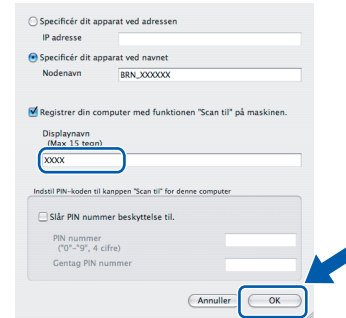 Specificér dit apparat ved adressen
IP adresse
Specificér dit apparat ved navnet
Nodenavn BRN_XXXXXX
Registrer din computer med funktionen "Scan til" på maskinen.
Displaynavn
(Max 15 tegn)
XXXX
Indstil PIN-koden til kanppen "Scan til" for denne computer
Slår PIN nummer beskyttelse til.
PIN nummer
("0"-"9", 4 cifre)
Gentag PIN nummer
Annuller OK